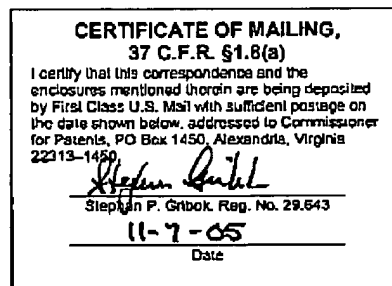 CERTIFICATE OF MAILING,
37 C.F.R. §1.8(a)
I certify that this correspondence and the
enclosures mentioned therein are being deposited
by First Class U.S. Mail with sufficient postage on
the date shown below, addressed to Commissioner
for Patents, PO Box 1450, Alexandria, Virginia
22313-1450.
Stephan P. Gribok
Stephan P. Gribok, Reg. No. 29,643
11-7-05
Date